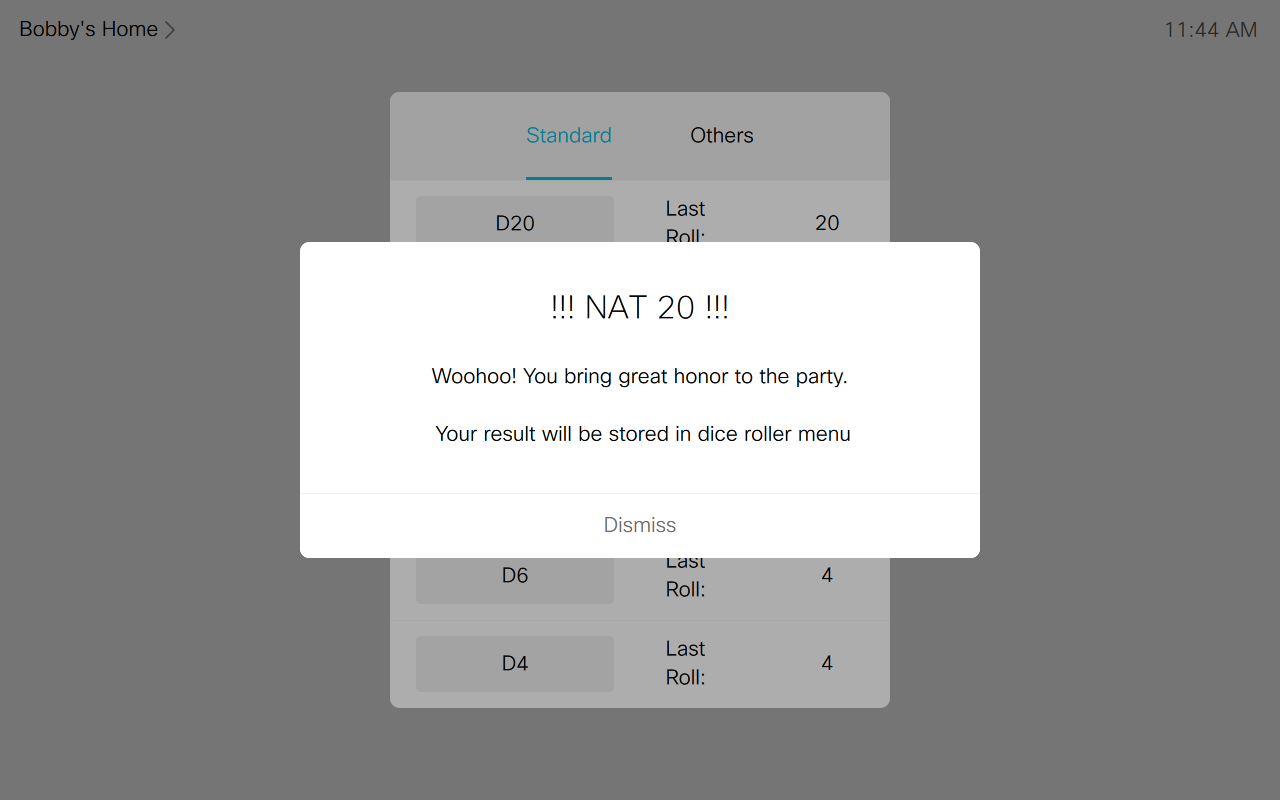 Bobby's Home
11:44 AM
Standard
Others
D20
Last
Roll:
20
!!! NAT 20 !!!
Woohoo! You bring great honor to the party.
Your result will be stored in dice roller menu
Dismiss
D6
Last
Roll:
4
D4
Last
Roll:
4